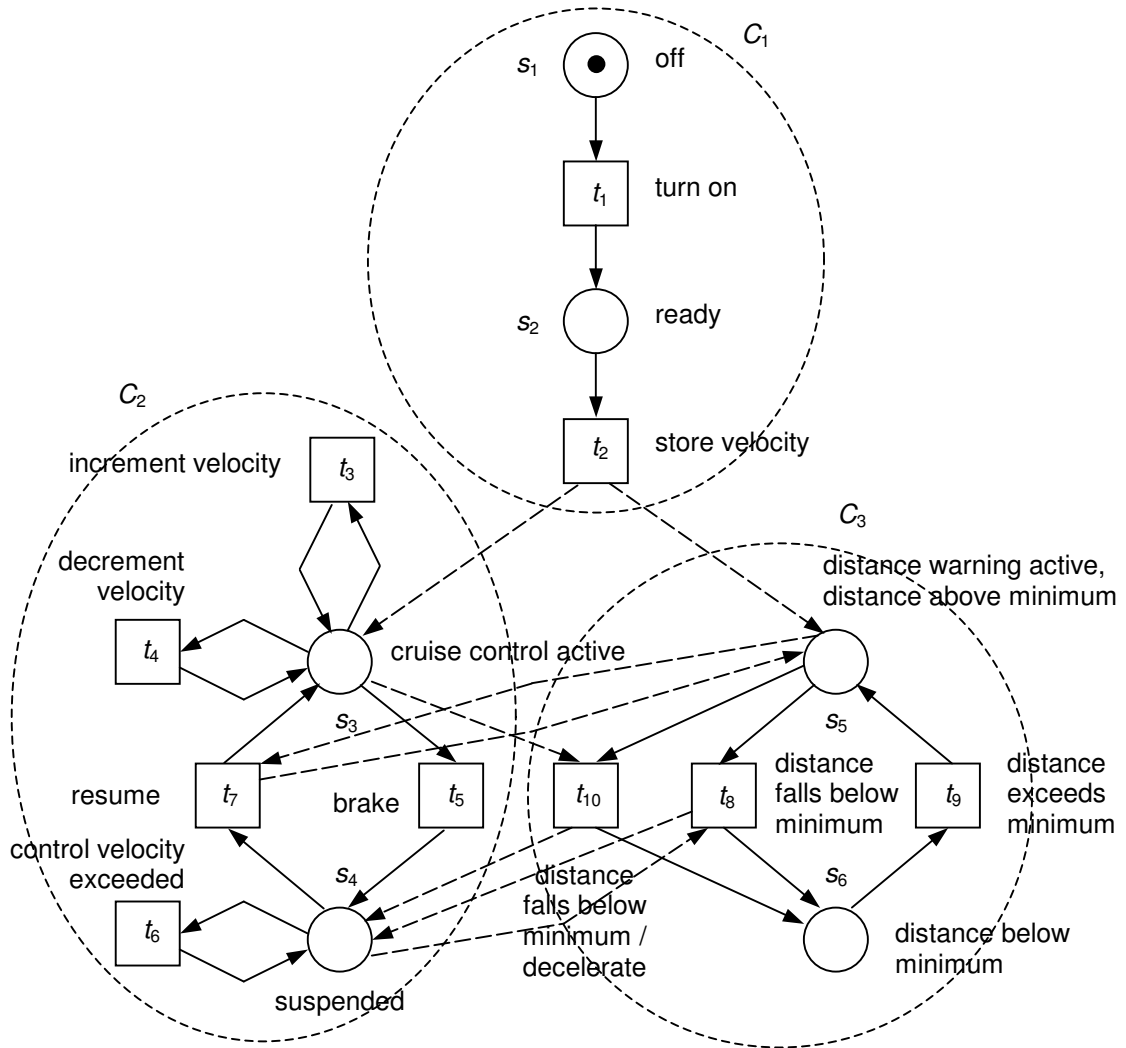 C1
s1
off
t1
turn on
s2
ready
t2
store velocity
C2
increment velocity
t3
decrement
velocity
t4
cruise control active
s3
resume
t7
brake
t5
control velocity
exceeded
s4
t6
suspended
C3
distance warning active,
distance above minimum
s5
t10
t8
distance
falls below
minimum
t9
distance
exceeds
minimum
distance
falls below
minimum /
decelerate
s6
distance below
minimum